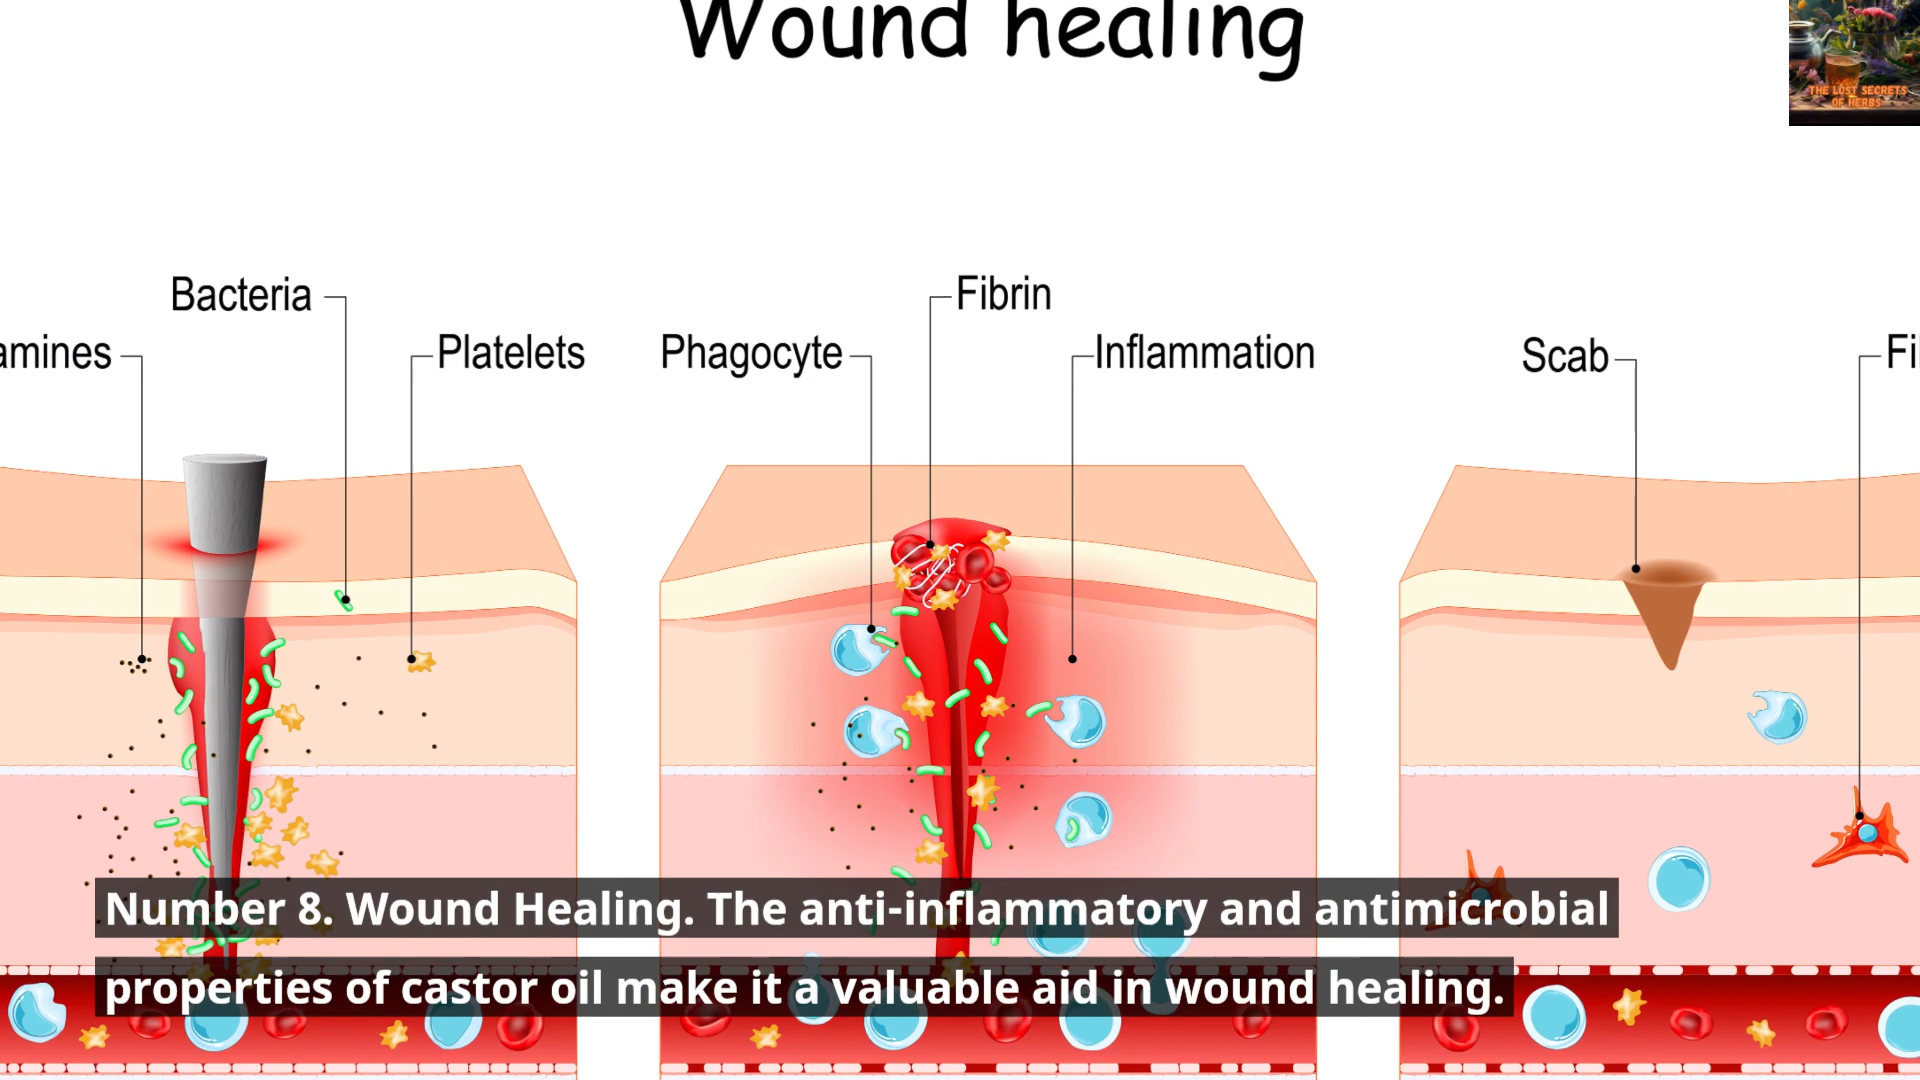 Wound healing
THE LOST SECRETS
OF HERBS
Bacteria
Fibrin
amines
Platelets
Phagocyte
Inflammation
Scab
Fi
Number 8. Wound Healing. The anti-inflammatory and antimicrobial
properties of castor oil make it a valuable aid in wound healing.